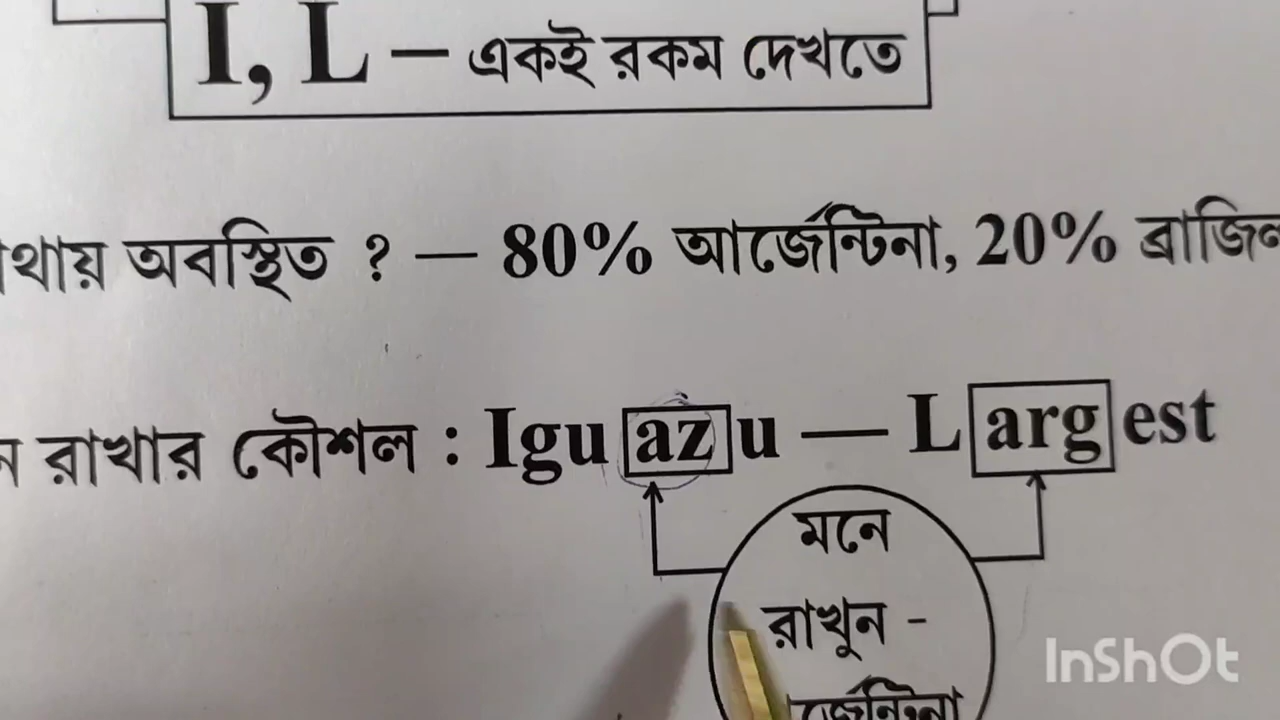 I, L – একই রকম দেখতে
অবস্থিত ? — 80% আর্জেন্টিনা, 20%
রাখার কৌশল : Iguazu — Largest
মনে
রাখুন -
InShOt